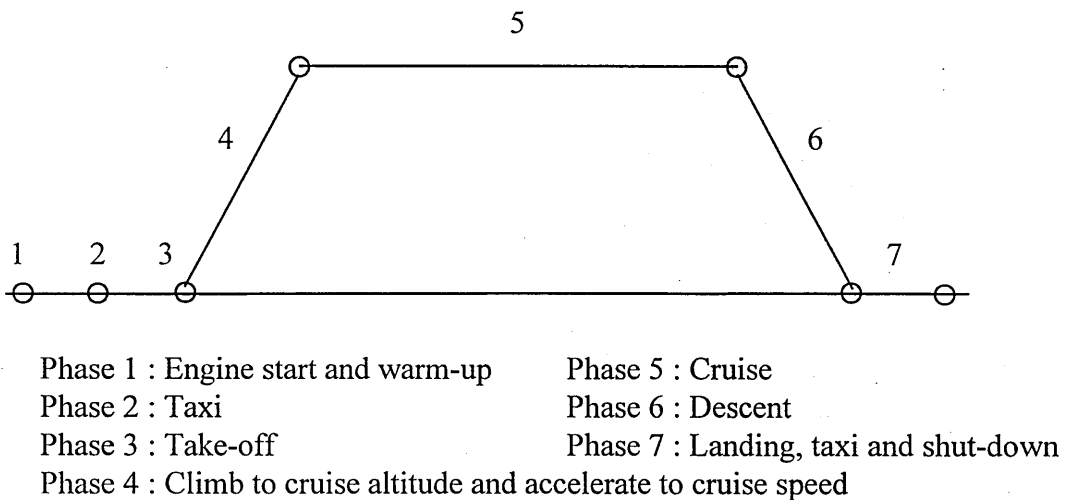 5
4
6
1
2
3
7
Phase 1 : Engine start and warm-up
Phase 5 : Cruise
Phase 2 : Taxi
Phase 6 : Descent
Phase 3 : Take-off
Phase 7 : Landing, taxi and shut-down
Phase 4 : Climb to cruise altitude and accelerate to cruise speed